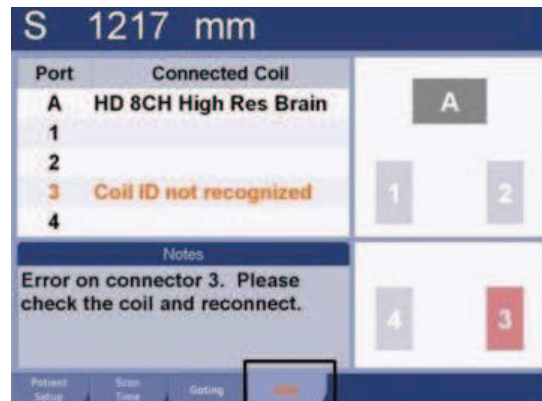 S 1217 mm
Port Connected Coil
A HD 8CH High Res Brain
1
2
3 Coil ID not recognized
4
A
1 2
4 3
Notes
Error on connector 3. Please
check the coil and reconnect.
Patient Setup
Scan Time
Gating